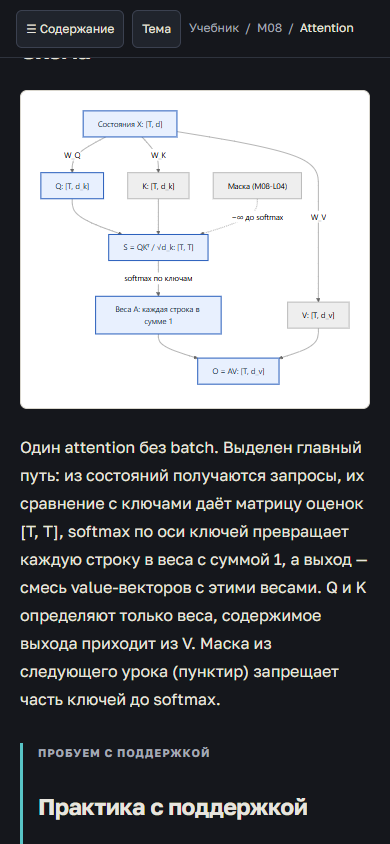 ☰ Содержание Тема Учебник / М08 / Attention
Состояния X: [T, d]
W_Q W_K
Q: [T, d_k] K: [T, d_k] Маска (M08-L04)
−∞ до softmax W_V
S = QKᵀ / √d_k: [T, T]
softmax по ключам
Веса A: каждая строка в
сумме 1
V: [T, d_v]
O = AV: [T, d_v]
Один attention без batch. Выделен главный
путь: из состояний получаются запросы, их
сравнение с ключами даёт матрицу оценок
[T, T], softmax по оси ключей превращает
каждую строку в веса с суммой 1, а выход —
смесь value-векторов с этими весами. Q и K
определяют только веса, содержимое
выхода приходит из V. Маска из
следующего урока (пунктир) запрещает
часть ключей до softmax.
ПРОБУЕМ С ПОДДЕРЖКОЙ
Практика с поддержкой